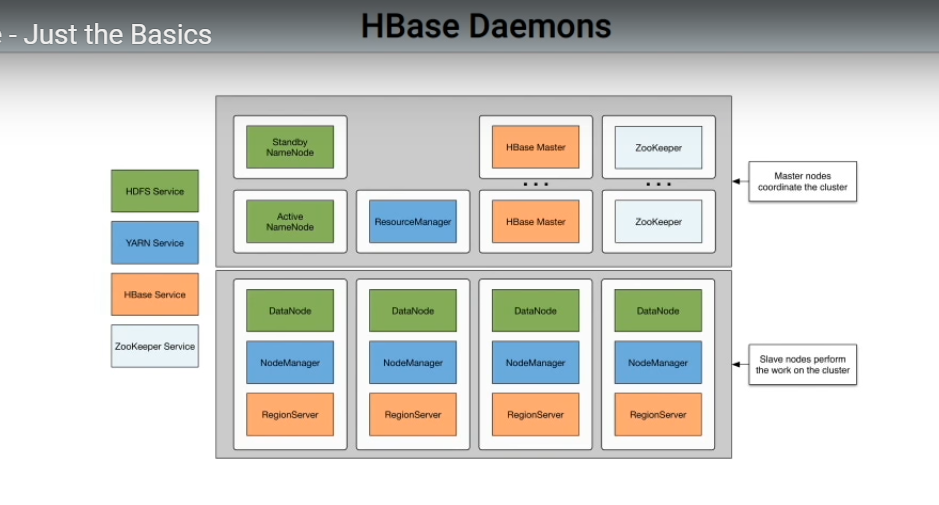 - Just the Basics
HBase Daemons
HDFS Service
YARN Service
HBase Service
ZooKeeper Service
Standby
NameNode
HBase Master
ZooKeeper
...
...
Active
NameNode
ResourceManager
HBase Master
ZooKeeper
Master nodes
coordinate the cluster
DataNode
DataNode
DataNode
DataNode
NodeManager
NodeManager
NodeManager
NodeManager
RegionServer
RegionServer
RegionServer
RegionServer
Slave nodes perform
the work on the cluster